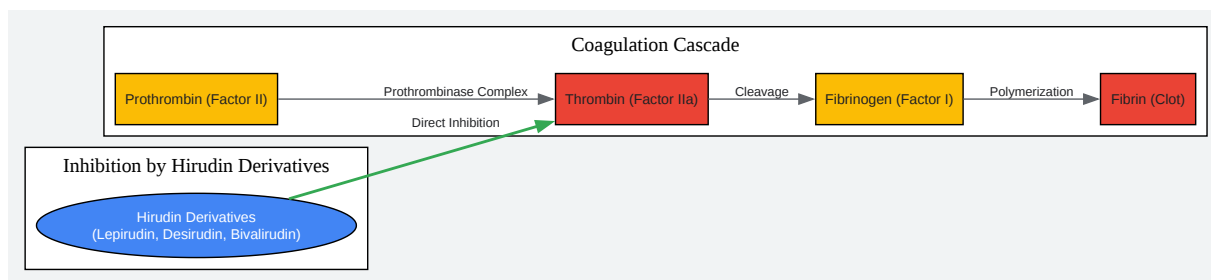 Coagulation Cascade
Prothrombin (Factor II)
Prothrombinase Complex
Thrombin (Factor IIa)
Cleavage
Fibrinogen (Factor I)
Polymerization
Fibrin (Clot)
Direct Inhibition
Inhibition by Hirudin Derivatives
Hirudin Derivatives
(Lepirudin, Desirudin, Bivalirudin)